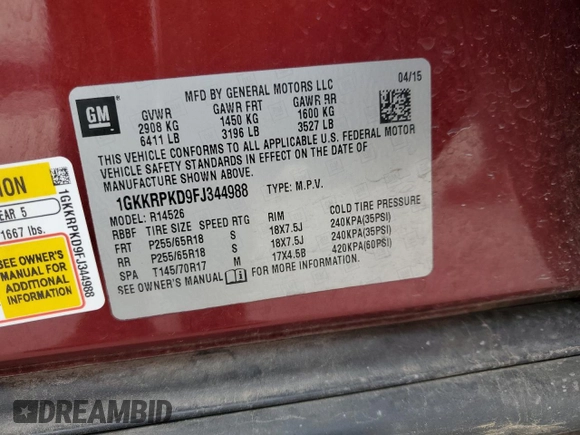 GM
MFD BY GENERAL MOTORS LLC
04/15
GVWR GAWR FRT GAWR RR
2908 KG 1450 KG 1600 KG
6411 LB 3196 LB 3527 LB
THIS VEHICLE CONFORMS TO ALL APPLICABLE U.S. FEDERAL MOTOR
VEHICLE SAFETY STANDARDS IN EFFECT ON THE DATE OF
MANUFACTURE SHOWN ABOVE.
1GKKRPKD9FJ344988 TYPE: M.P.V.
MODEL: R14526
RBBF TIRE SIZE SPEED RTG RIM COLD TIRE PRESSURE
FRT P255/65R18 S 18X7.5J 240KPA(35PSI)
RR P255/65R18 S 18X7.5J 240KPA(35PSI)
SPA T145/70R17 M 17X4.5B 420KPA(60PSI)
SEE OWNER'S MANUAL FOR MORE INFORMATION.
EAR 5
1667 lbs.
SEE OWNER'S
MANUAL FOR
ADDITIONAL
INFORMATION
1GKKRPKD9FJ344988
DREAMBID